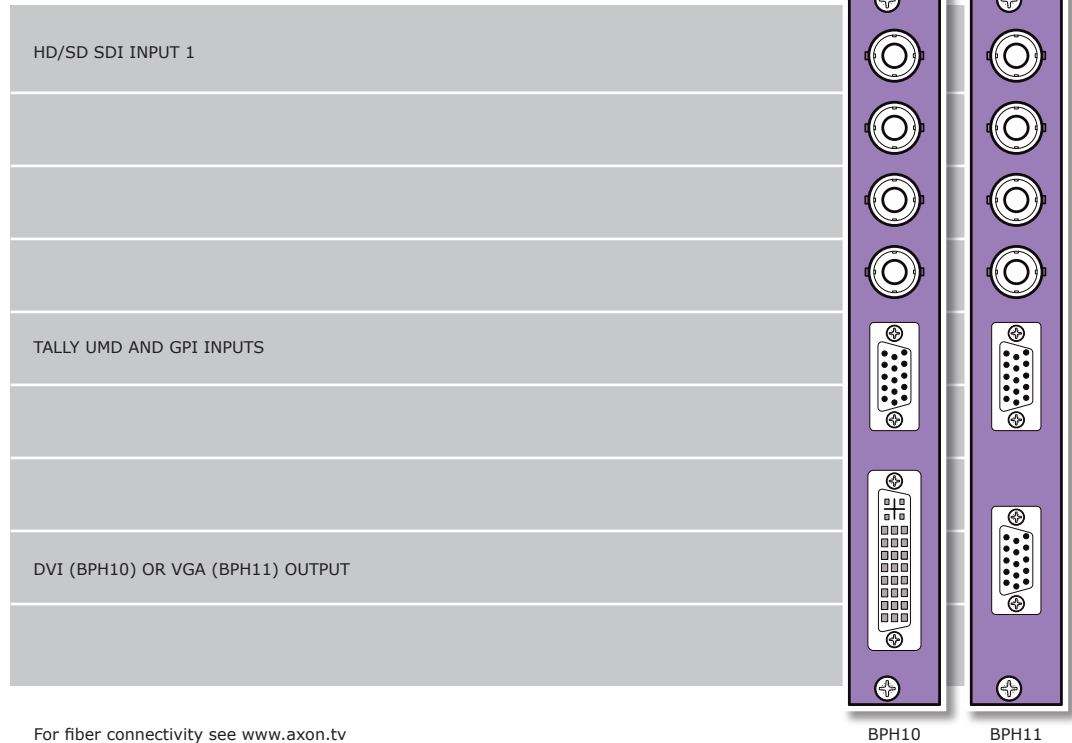 HD/SD SDI INPUT 1
TALLY UMD AND GPI INPUTS
DVI (BPH10) OR VGA (BPH11) OUTPUT
For fiber connectivity see www.axon.tv
BPH10 BPH11